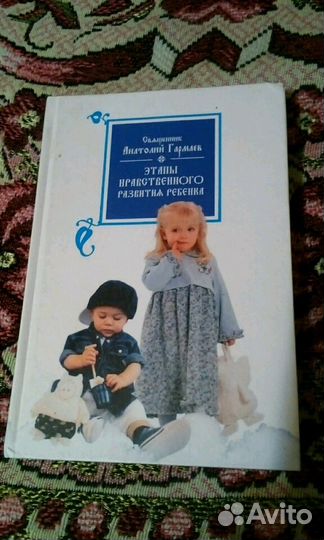 Священник
Анатолий Гармаев
Этапы
нравственного
развития ребенка
Avito